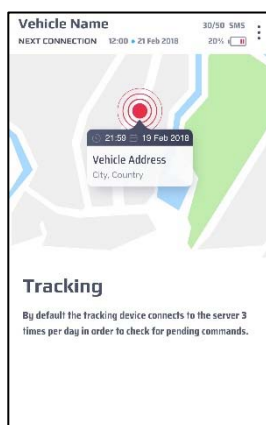 Vehicle Name
30/50 SMS
NEXT CONNECTION 12:00 • 21 Feb 2018
20%
21:59 19 Feb 2018
Vehicle Address
City, Country
Tracking
By default the tracking device connects to the server 3
times per day in order to check for pending commands.